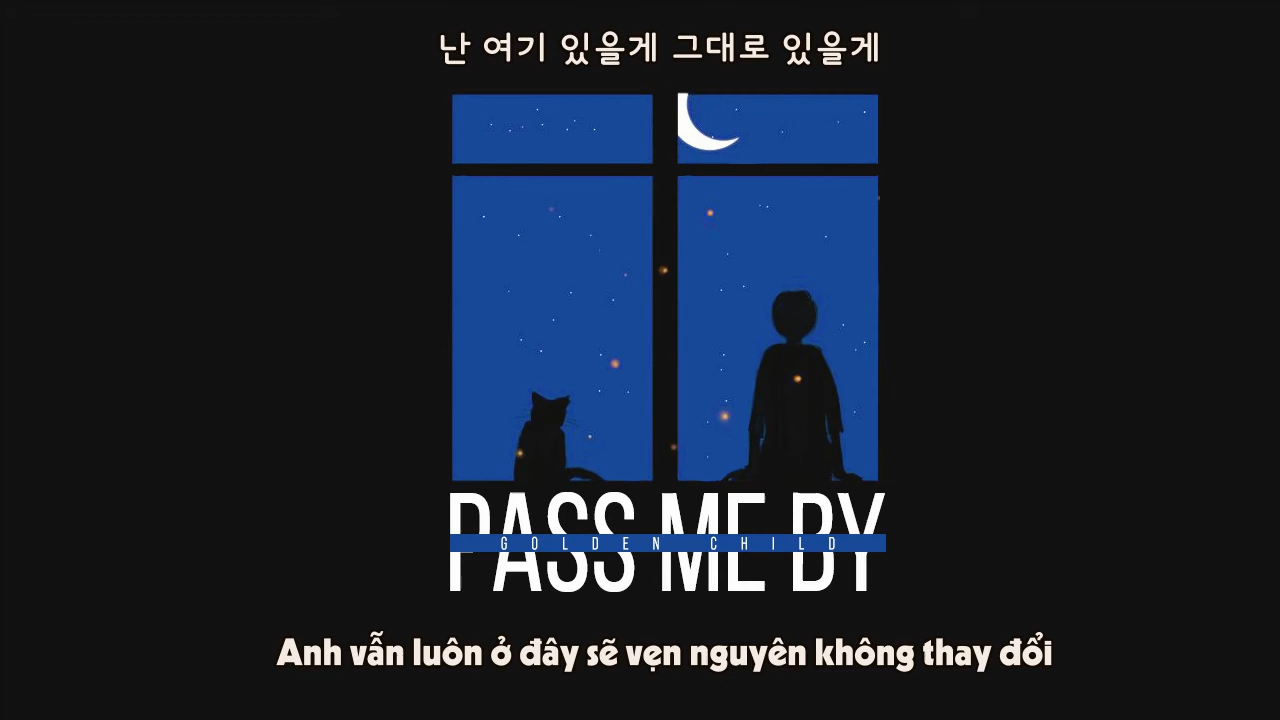 난 여기 있을게 그대로 있을게
PASS ME BY
GOLDEN CHILD
Anh vẫn luôn ở đây sẽ vẹn nguyên không thay đổi